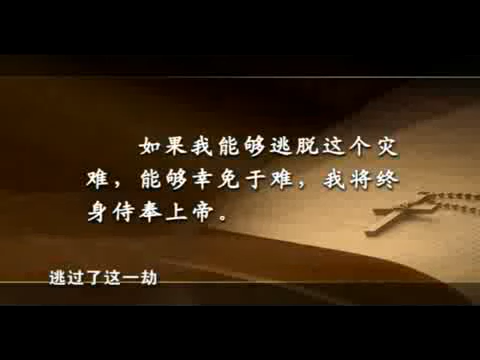 如果我能够逃脱这个灾
难，能够幸免于难，我将终
身侍奉上帝。
逃过了这一劫